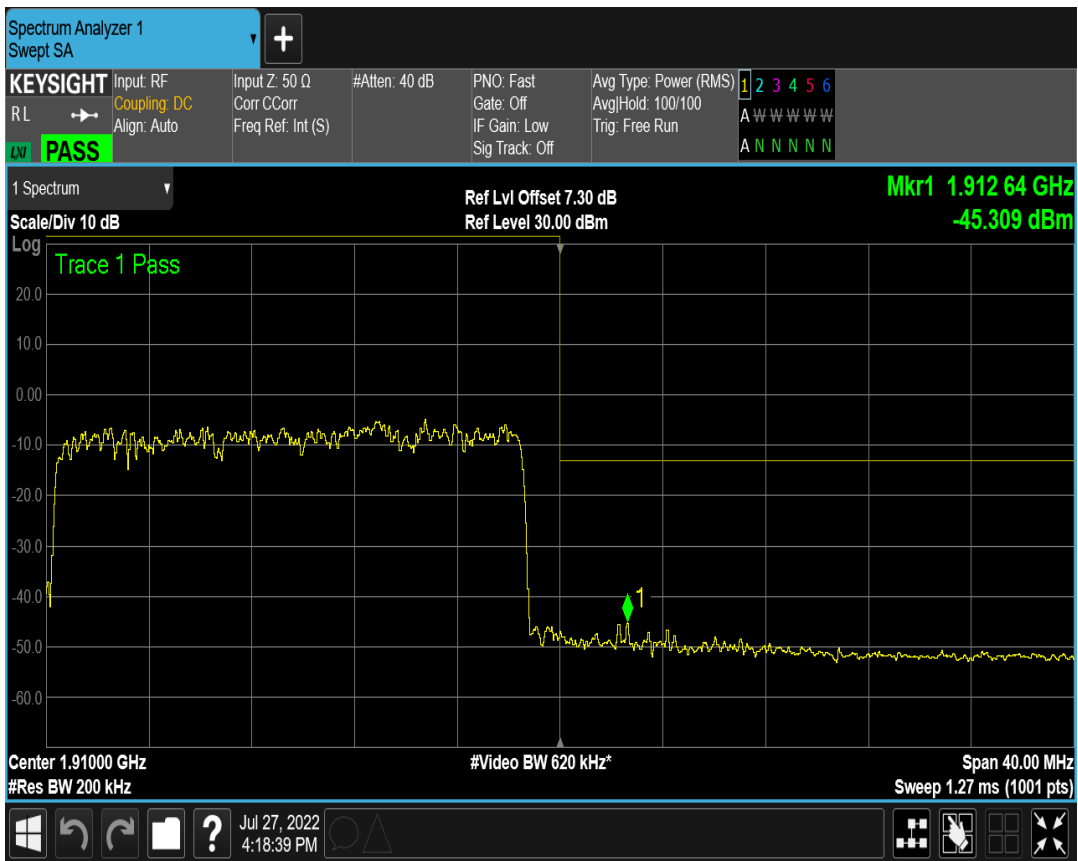 Spectrum Analyzer 1
Swept SA
+
KEYSIGHT
RL
LXI PASS
Input: RF
Coupling: DC
Align: Auto
Input Z: 50 Ω
Corr CCorr
Freq Ref: Int (S)
#Atten: 40 dB
PNO: Fast
Gate: Off
IF Gain: Low
Sig Track: Off
Avg Type: Power (RMS)
Avg|Hold: 100/100
Trig: Free Run
1 2 3 4 5 6
A W W W W W
A N N N N N
1 Spectrum
Scale/Div 10 dB
Ref Lvl Offset 7.30 dB
Ref Level 30.00 dBm
Mkr1 1.912 64 GHz
-45.309 dBm
Log
Trace 1 Pass
20.0
10.0
0.00
-10.0
-20.0
-30.0
-40.0
1
-50.0
-60.0
Center 1.91000 GHz
#Res BW 200 kHz
#Video BW 620 kHz*
Span 40.00 MHz
Sweep 1.27 ms (1001 pts)
?
Jul 27, 2022
4:18:39 PM